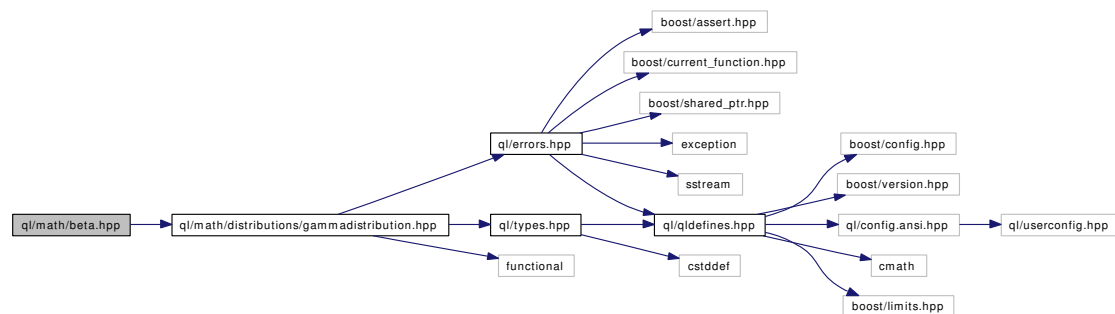 boost/assert.hpp
boost/current_function.hpp
boost/shared_ptr.hpp
ql/errors.hpp
exception
boost/config.hpp
sstream
boost/version.hpp
ql/math/beta.hpp
ql/math/distributions/gammadistribution.hpp
ql/types.hpp
ql/qldefines.hpp
ql/config.ansi.hpp
ql/userconfig.hpp
functional
cstddef
cmath
boost/limits.hpp